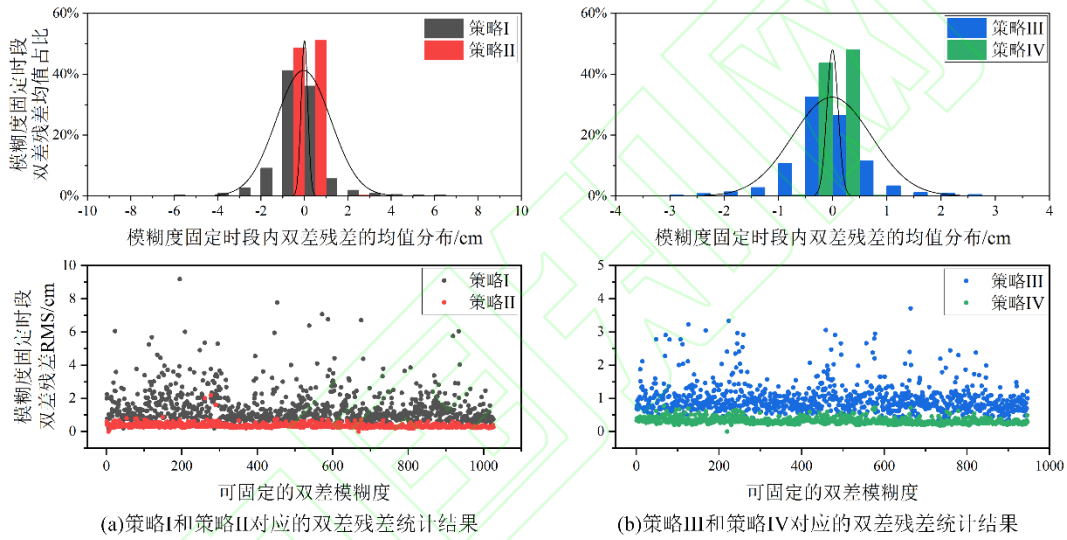 模糊度固定时段
双差残差均值占比
60%
40%
20%
0%
策略I
策略II
-10 -8 -6 -4 -2 0 2 4 6 8 10
模糊度固定时段内双差残差的均值分布/cm
60%
40%
20%
0%
策略III
策略IV
-4 -3 -2 -1 0 1 2 3 4
模糊度固定时段内双差残差的均值分布/cm
模糊度固定时段
双差残差RMS/cm
10
8
6
4
2
0
策略I
策略II
0 200 400 600 800 1000
可固定的双差模糊度
5
4
3
2
1
0
策略III
策略IV
0 200 400 600 800 1000
可固定的双差模糊度
(a)策略I和策略II对应的双差残差统计结果
(b)策略III和策略IV对应的双差残差统计结果